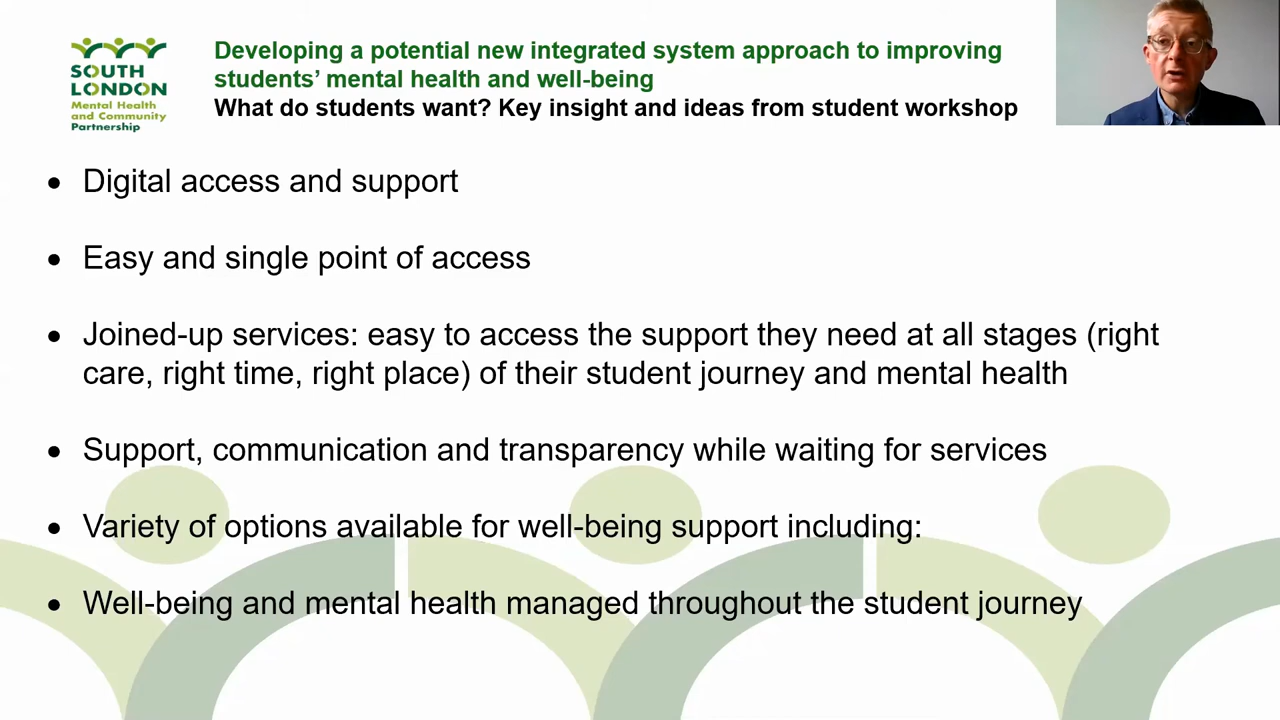 SOUTH
LONDON
Mental Health
and Community
Partnership
Developing a potential new integrated system approach to improving
students’ mental health and well-being
What do students want? Key insight and ideas from student workshop
• Digital access and support
• Easy and single point of access
• Joined-up services: easy to access the support they need at all stages (right
care, right time, right place) of their student journey and mental health
• Support, communication and transparency while waiting for services
• Variety of options available for well-being support including:
• Well-being and mental health managed throughout the student journey